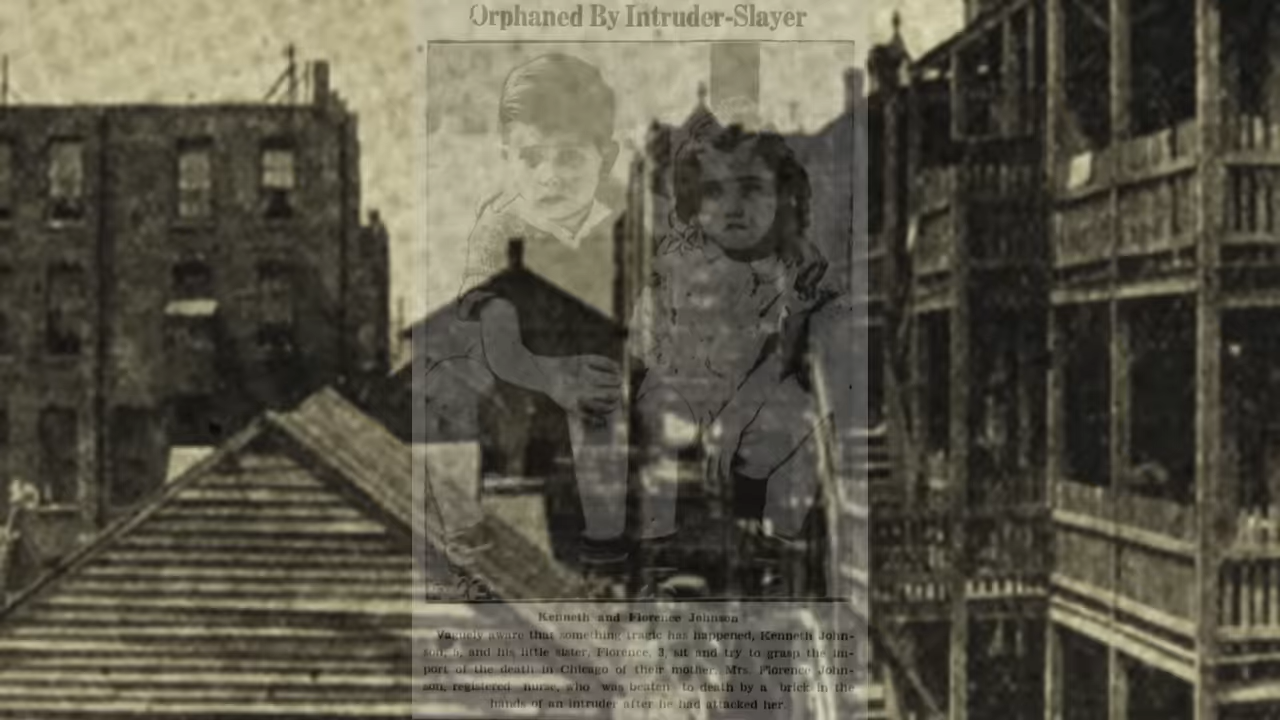 Orphaned By Intruder-Slayer
Kenneth and Florence Johnson
Vaguely aware that something tragic has happened, Kenneth John-
son, 5, and his little sister, Florence, 3, sit and try to grasp the im-
port of the death in Chicago of their mother, Mrs. Florence John-
son, registered nurse, who was beaten to death by a brick in the
hands of an intruder after he had attacked her.